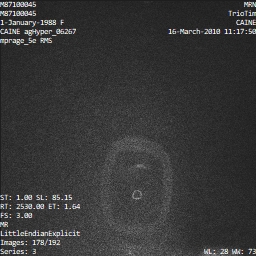 M87100045
MRN
M87100045
TrioTim
1-January-1988 F
CAINE
CAINE agHyper_06267
16-March-2010 11:17:50
mprage_5e RMS
ST: 1.00 SL: 85.15
RT: 2530.00 ET: 1.64
FS: 3.00
MR
LittleEndianExplicit
Images: 178/192
Series: 3
WL: 28 WW: 73